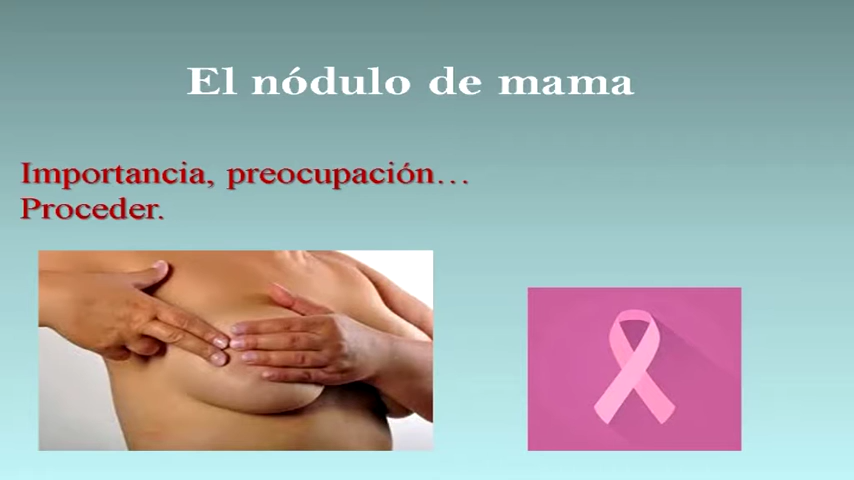 El nódulo de mama
Importancia, preocupación…
Proceder.